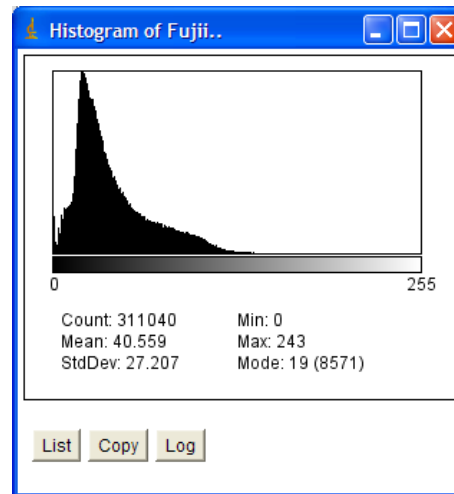 Histogram of Fujii..
0 255
Count: 311040 Min: 0
Mean: 40.559 Max: 243
StdDev: 27.207 Mode: 19 (8571)
List Copy Log